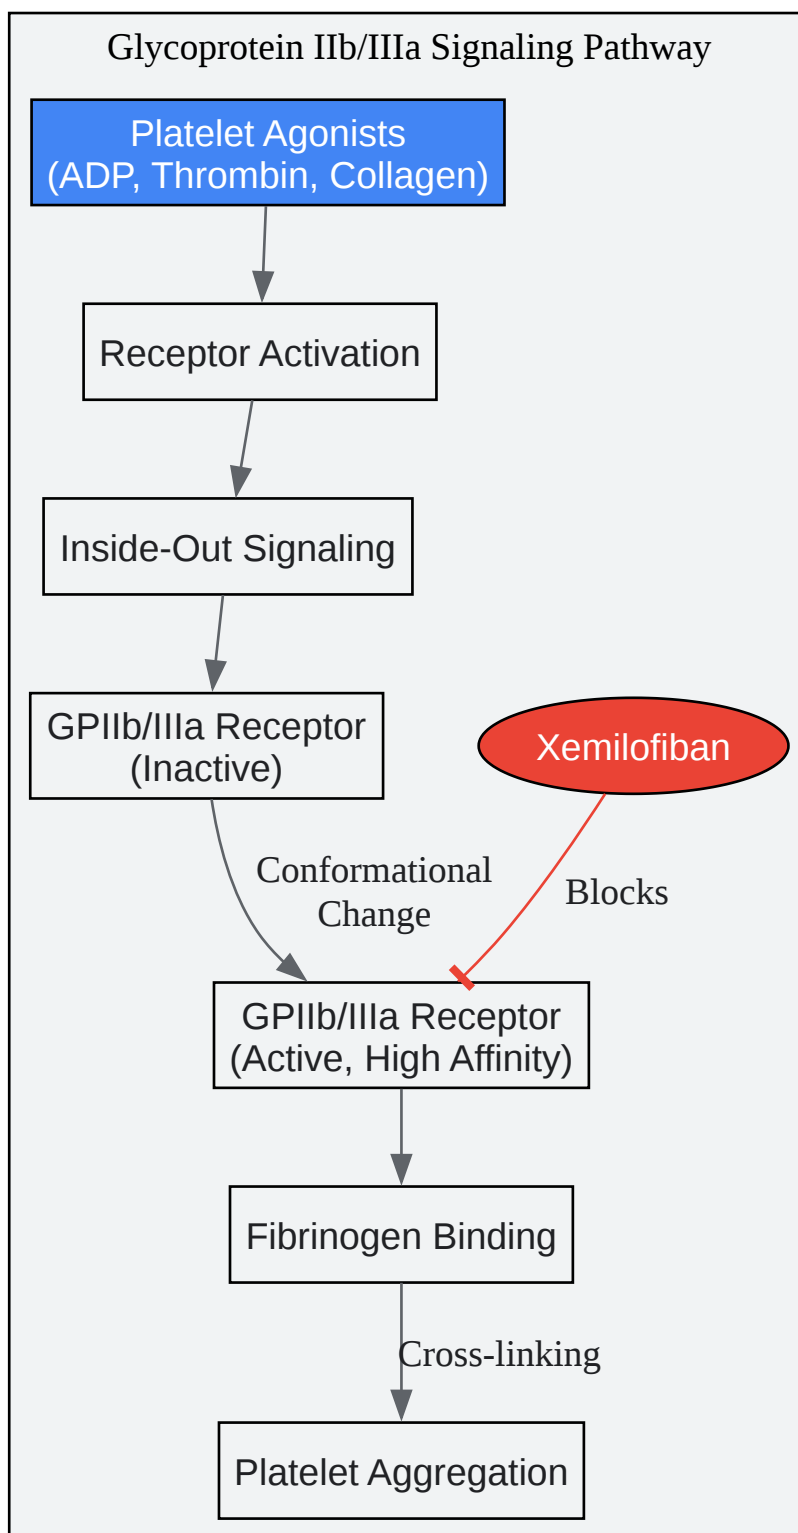 Glycoprotein IIb/IIIa Signaling Pathway
Platelet Agonists
(ADP, Thrombin, Collagen)
Receptor Activation
Inside-Out Signaling
GPIIb/IIIa Receptor
(Inactive)
Xemilofiban
Conformational
Change
Blocks
GPIIb/IIIa Receptor
(Active, High Affinity)
Fibrinogen Binding
Cross-linking
Platelet Aggregation